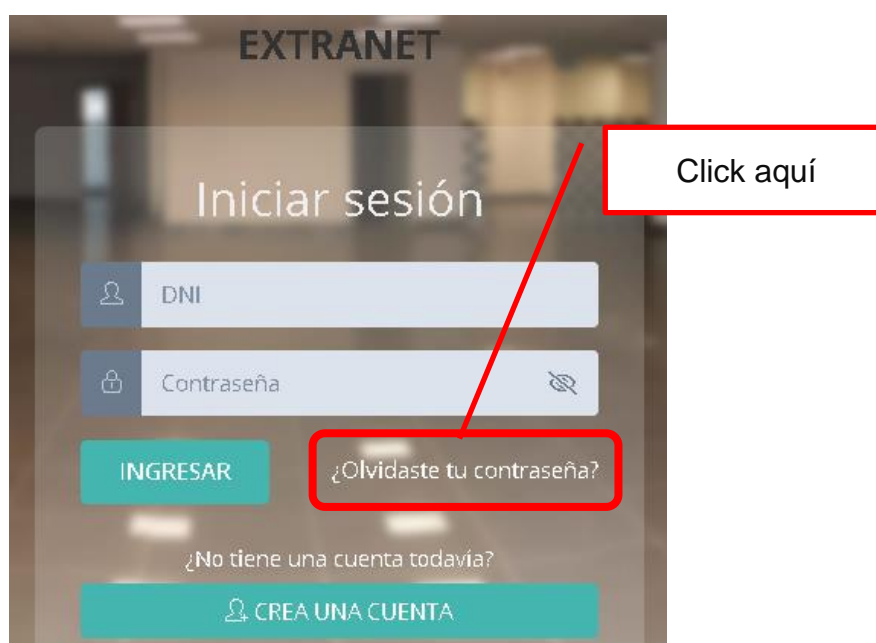 EXTRANET
Click aquí
Iniciar sesión
DNI
Contraseña
INGRESAR
¿Olvidaste tu contraseña?
¿No tiene una cuenta todavía?
CREA UNA CUENTA